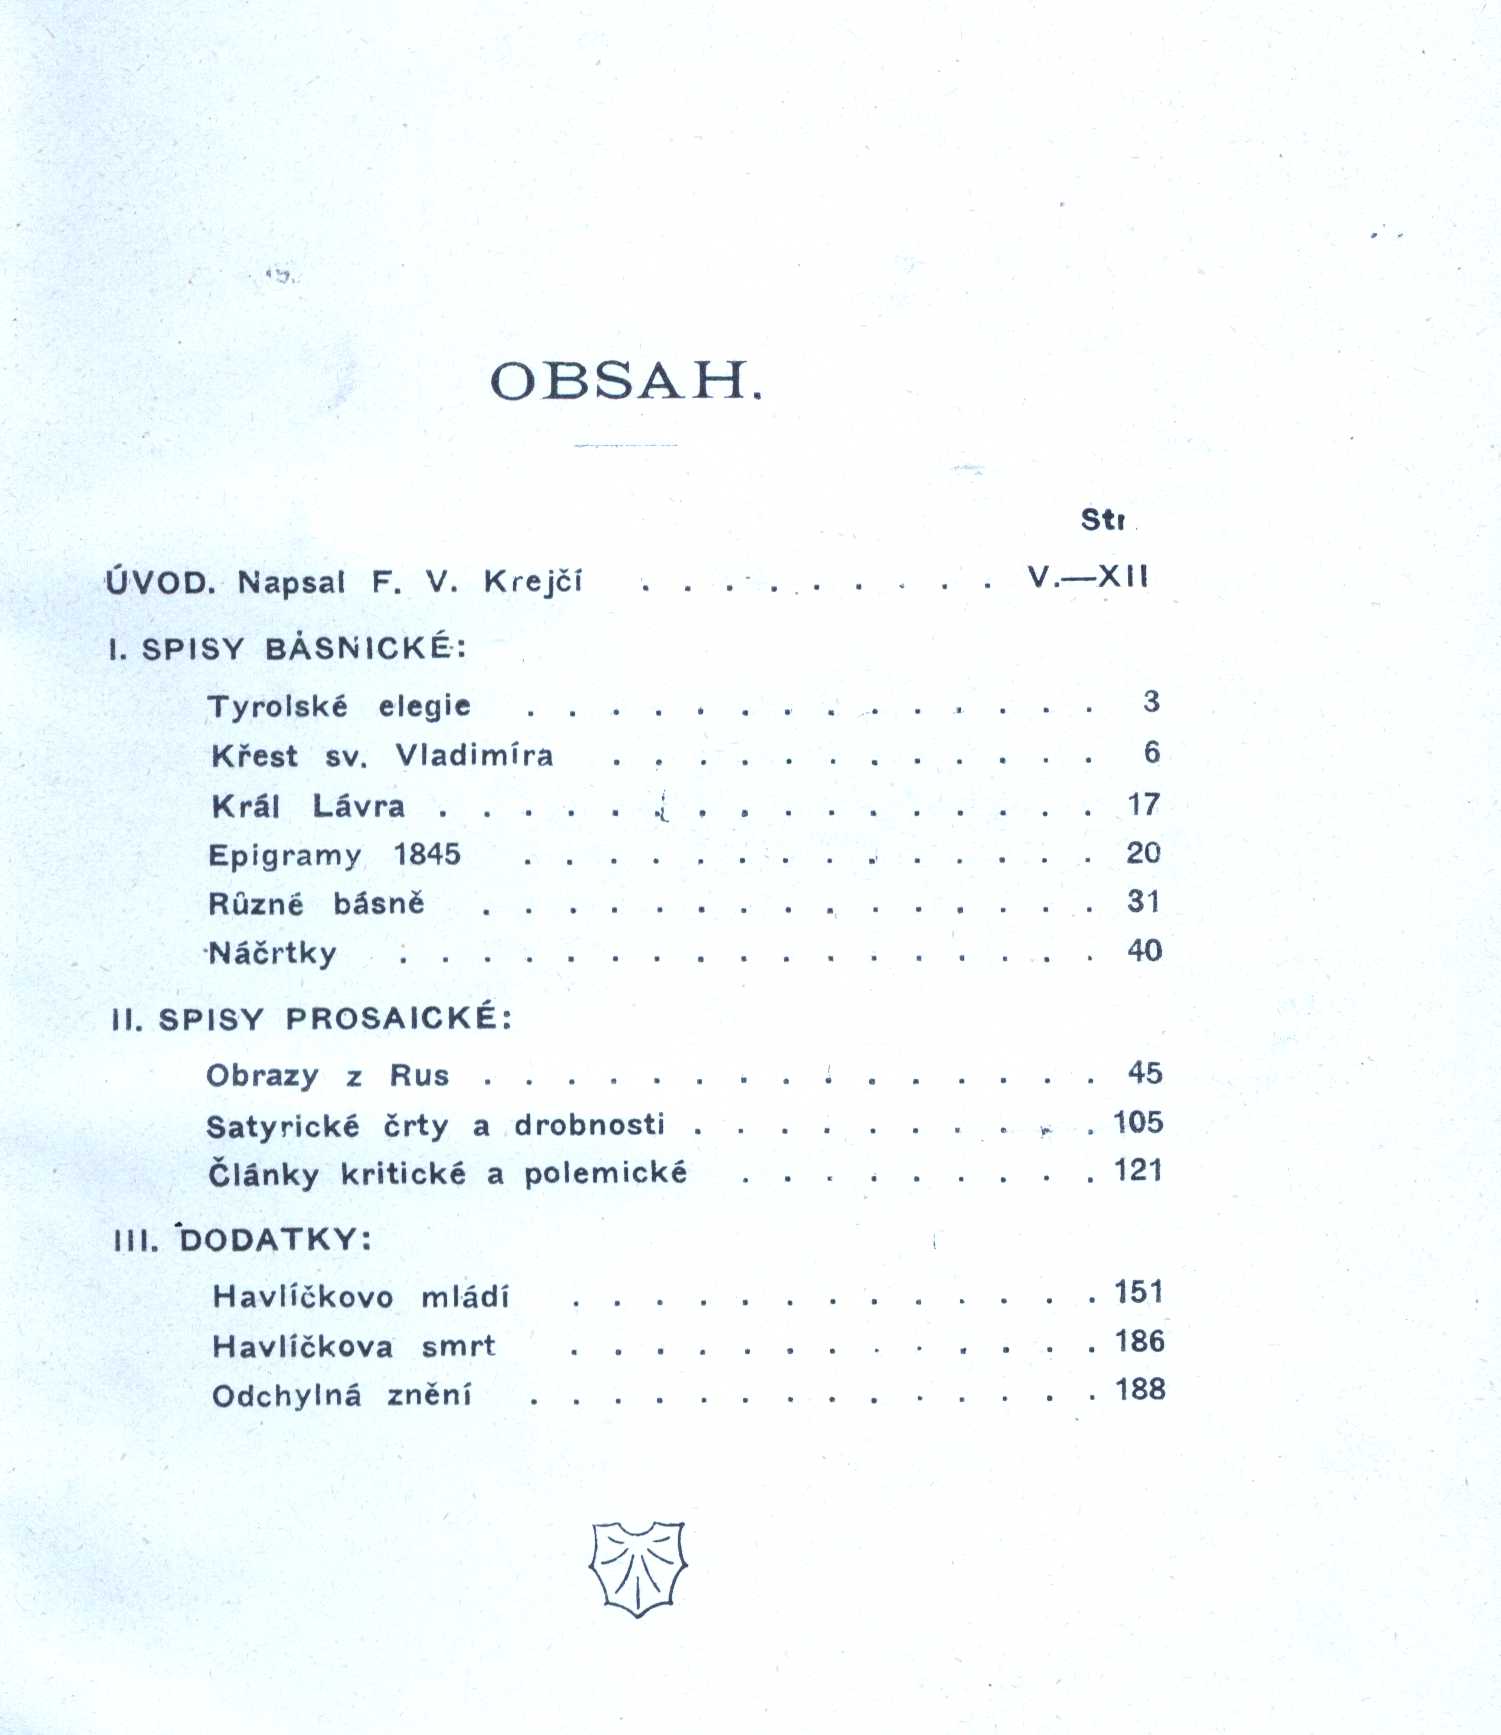 OBSAH.
Str
ÚVOD. Napsal F. V. Krejčí . . . . . . . . . V.—XII
I. SPISY BÁSNICKÉ:
Tyrolské elegie . . . . . . . . . . . . . . 3
Křest sv. Vladimíra . . . . . . . . . . . . 6
Král Lávra . . . . . . . . . . . . . . . . 17
Epigramy 1845 . . . . . . . . . . . . . . 20
Různé básně . . . . . . . . . . . . . . . 31
Náčrtky . . . . . . . . . . . . . . . . . 40
II. SPISY PROSAICKÉ:
Obrazy z Rus . . . . . . . . . . . . . . . 45
Satyrické črty a drobnosti . . . . . . . . . . 105
Články kritické a polemické . . . . . . . . . 121
III. DODATKY:
Havlíčkovo mládí . . . . . . . . . . . . . 151
Havlíčkova smrt . . . . . . . . . . . . . 186
Odchylná znění . . . . . . . . . . . . . . 188